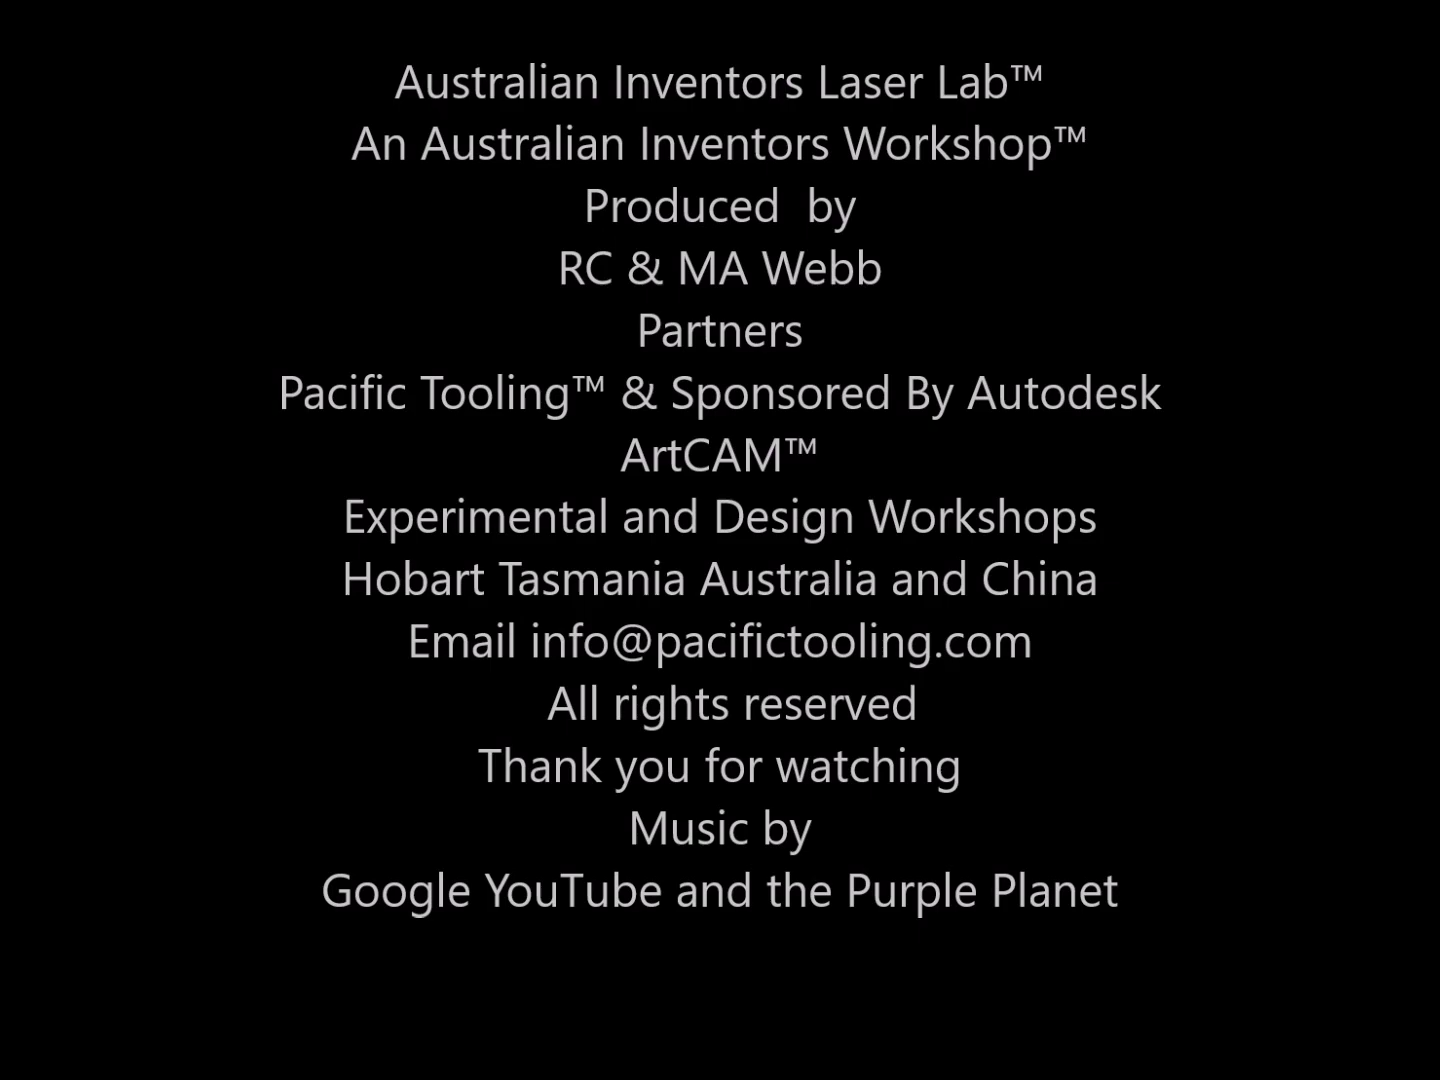 Australian Inventors Laser Lab™
An Australian Inventors Workshop™
Produced  by
RC & MA Webb
Partners
Pacific Tooling™ & Sponsored By Autodesk
ArtCAM™
Experimental and Design Workshops
Hobart Tasmania Australia and China
Email info@pacifictooling.com
All rights reserved
Thank you for watching
Music by
Google YouTube and the Purple Planet